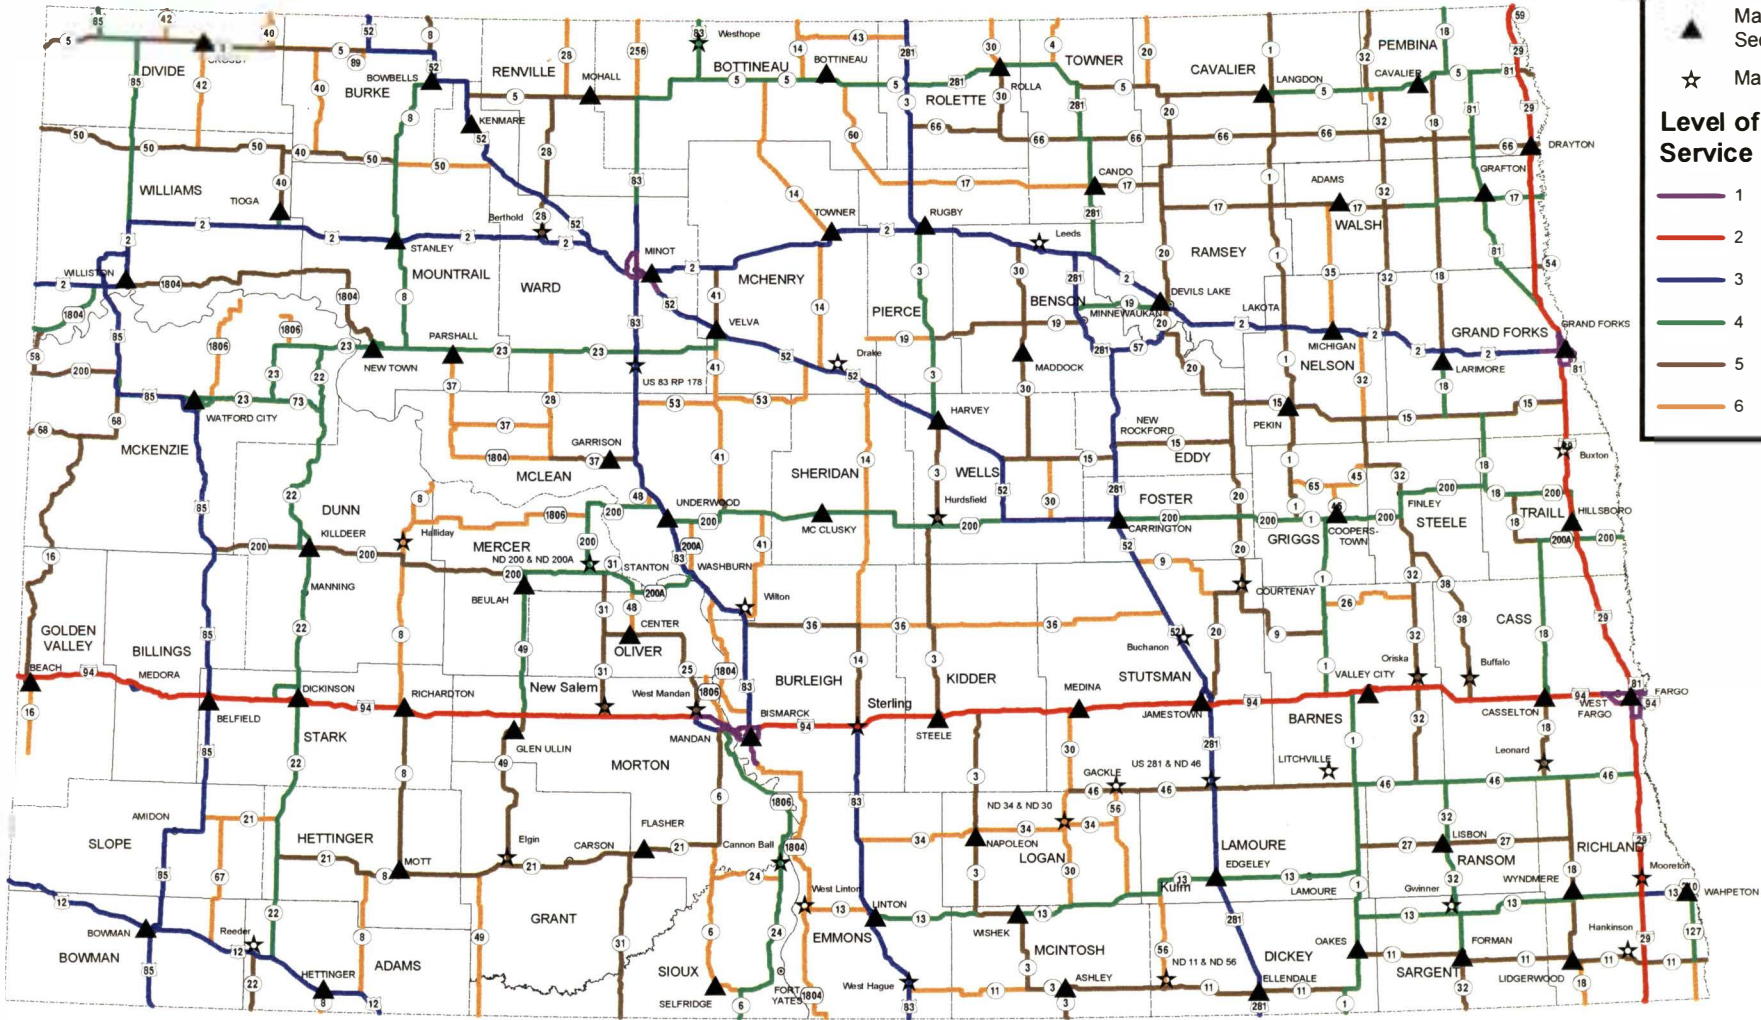 Ma
Sec
Ma
Level of
Service
1
2
3
4
5
6
DIVIDE
BURKE
BOWBELLS
RENVILLE
MOHALL
KENMARE
Westhope
BOTTINEAU
BOTTINEAU
ROLETTE
ROLLA
TOWNER
CANDO
CAVALIER
LANGDON
PEMBINA
CAVALIER
DRAYTON
GRAFTON
ADAMS
WALSH
WILLIAMS
TIOGA
WILLISTON
STANLEY
MOUNTRAIL
Berthold
WARD
MINOT
MCHENRY
TOWNER
RUGBY
Leeds
PIERCE
BENSON
MINNEWAUKAN
DEVILS LAKE
RAMSEY
LAKOTA
MICHIGAN
NELSON
LARIMORE
GRAND FORKS
GRAND FORKS
NEW TOWN
PARSHALL
VELVA
Drake
US 83 RP 178
MADDOCK
HARVEY
WATFORD CITY
MCKENZIE
GARRISON
MCLEAN
SHERIDAN
WELLS
Hurdsfield
NEW
ROCKFORD
EDDY
PEKIN
Buxton
DUNN
KILLDEER
MANNING
Halliday
MERCER
ND 200 & ND 200A
STANTON
BEULAH
UNDERWOOD
WASHBURN
MC CLUSKY
FOSTER
CARRINGTON
GRIGGS
COOPERS-
TOWN
FINLEY
STEELE
TRAILL
HILLSBORO
GOLDEN
VALLEY
BEACH
BILLINGS
MEDORA
BELFIELD
DICKINSON
STARK
RICHARDTON
CENTER
OLIVER
New Salem
West Mandan
MANDAN
BISMARCK
Wilton
BURLEIGH
Sterling
KIDDER
STEELE
MEDINA
STUTSMAN
JAMESTOWN
Buchanon
COURTENAY
BARNES
VALLEY CITY
Oriska
Buffalo
CASS
CASSELTON
WEST
FARGO
FARGO
Leonard
GLEN ULLIN
MORTON
AMIDON
SLOPE
HETTINGER
MOTT
Elgin
CARSON
FLASHER
Cannon Ball
GRANT
SIOUX
SELFRIDGE
FORT
YATES
BOWMAN
BOWMAN
Reeder
HETTINGER
ADAMS
West Linton
LINTON
EMMONS
West Hague
ND 34 & ND 30
NAPOLEON
LOGAN
GACKLE
US 281 & ND 46
LITCHVILLE
WISHEK
MCINTOSH
ASHLEY
Kulm
ND 11 & ND 56
LAMOURE
EDGELEY
LAMOURE
DICKEY
ELLENDALE
OAKES
LISBON
RANSOM
Gwinner
FORMAN
SARGENT
WYNDMERE
RICHLAND
Mooreton
WAHPETON
Hankinson
LIDGERWOOD